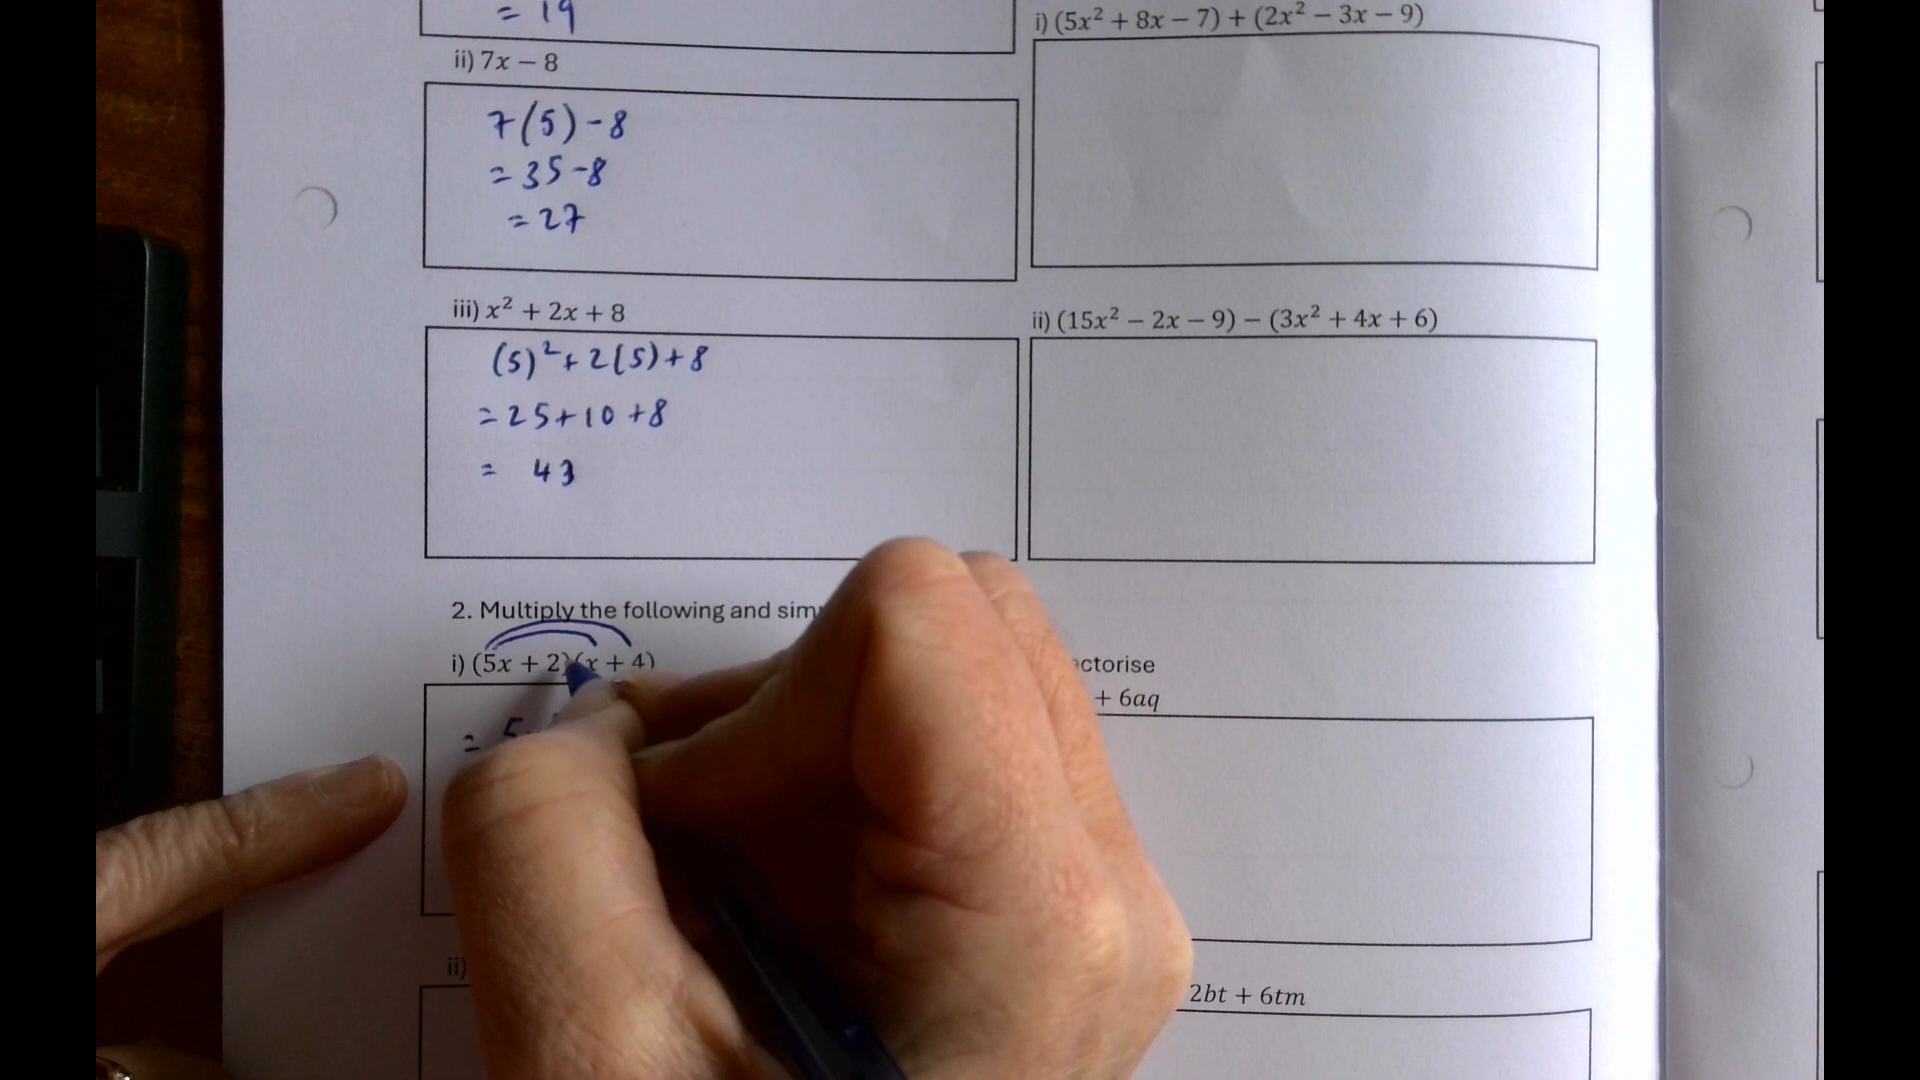 = 19
ii) 7x − 8
7(5)-8
= 35-8
= 27
iii) x² + 2x + 8
(5)²+2(5)+8
= 25+10+8
= 43
2. Multiply the following and
i) (5x + 2)(x + 4)
= 5
ii)
i) (5x² + 8x − 7) + (2x² − 3x − 9)
ii) (15x² − 2x − 9) − (3x² + 4x + 6)
+ 6aq
2bt + 6tm